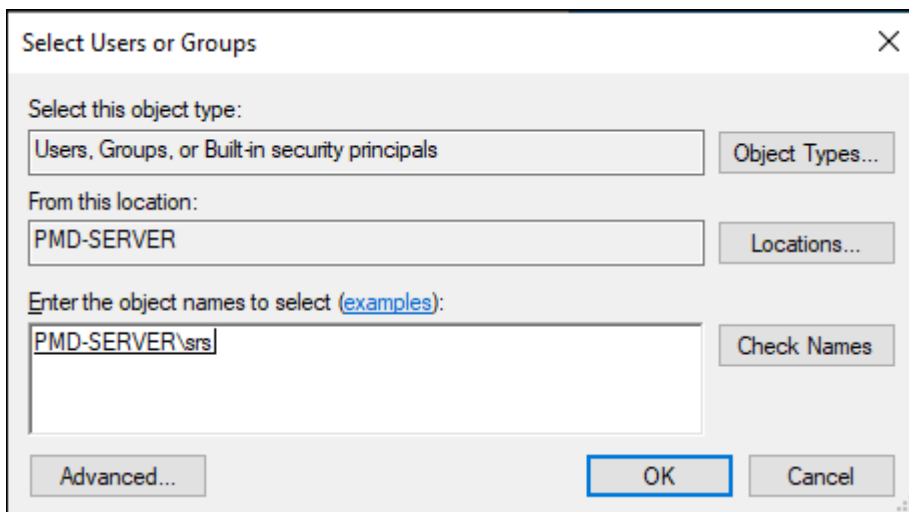 Select Users or Groups
Select this object type:
Users, Groups, or Built-in security principals
Object Types...
From this location:
PMD-SERVER
Locations...
Enter the object names to select (examples):
PMD-SERVER\srs
Check Names
Advanced...
OK
Cancel